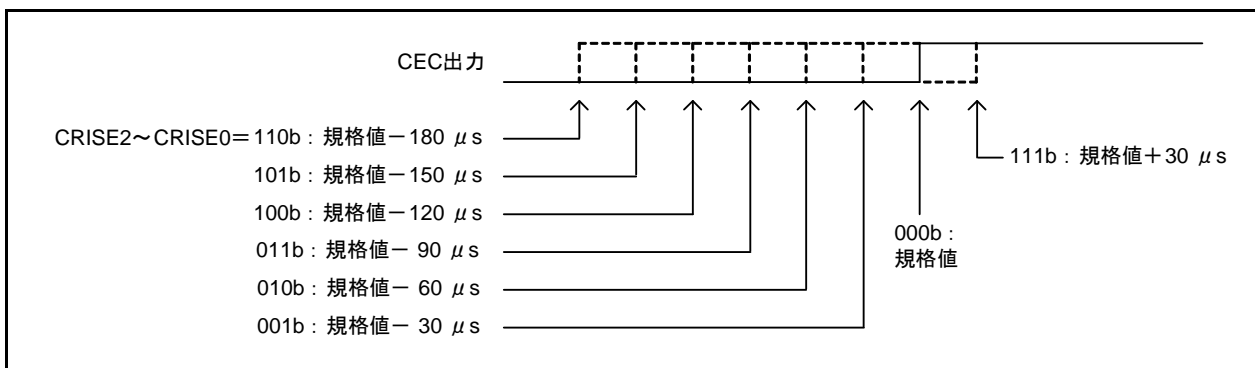 CEC出力
CRISE2～CRISE0＝110b：規格値－180 μs
101b：規格値－150 μs
100b：規格値－120 μs
011b：規格値－ 90 μs
010b：規格値－ 60 μs
001b：規格値－ 30 μs
000b：
規格値
111b：規格値＋30 μs